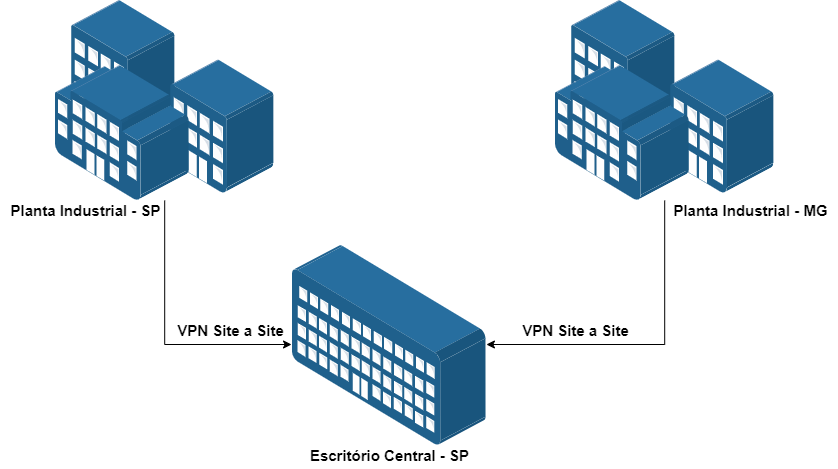 Planta Industrial - SP
Planta Industrial - MG
VPN Site a Site
VPN Site a Site
Escritório Central - SP